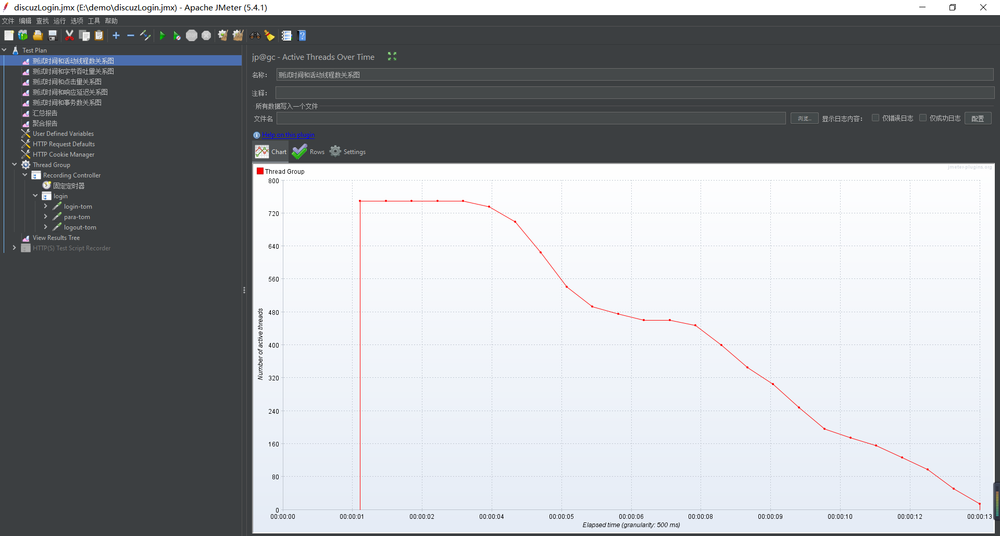 discuzLogin.jmx (E:\demo\discuzLogin.jmx) - Apache JMeter (5.4.1)
文件 编辑 查找 运行 选项 工具 帮助
Test Plan
测试时间和活动线程数关系图
测试时间和字节吞吐量关系图
测试时间和点击量关系图
测试时间和响应延迟关系图
测试时间和事务数关系图
汇总报告
聚合报告
User Defined Variables
HTTP Request Defaults
HTTP Cookie Manager
Thread Group
Recording Controller
固定定时器
login
login-tom
para-tom
logout-tom
View Results Tree
HTTP(S) Test Script Recorder
jp@gc - Active Threads Over Time
名称: 测试时间和活动线程数关系图
注释:
所有数据写入一个文件
文件名 浏览... 显示日志内容: 仅错误日志 仅成功日志 配置
Help on this plugin
Chart Rows Settings
Thread Group
jmeter-plugins.org
800
720
640
560
480
400
320
240
160
80
0
Number of active threads
00:00:00 00:00:01 00:00:02 00:00:04 00:00:05 00:00:06 00:00:08 00:00:09 00:00:10 00:00:12 00:00:13
Elapsed time (granularity: 500 ms)